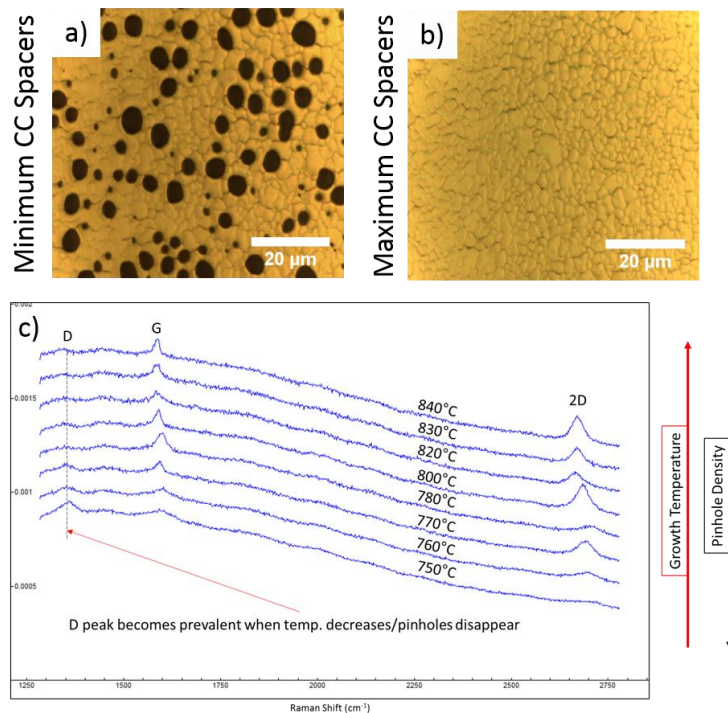 Minimum CC Spacers
a)
20 µm
Maximum CC Spacers
b)
20 µm
c)
0.002
0.0015
0.001
0.0005
D
G
2D
840°C
830°C
820°C
800°C
780°C
770°C
760°C
750°C
D peak becomes prevalent when temp. decreases/pinholes disappear
1250
1500
1750
2000
2250
2500
2750
Raman Shift (cm⁻¹)
Growth Temperature
Pinhole Density